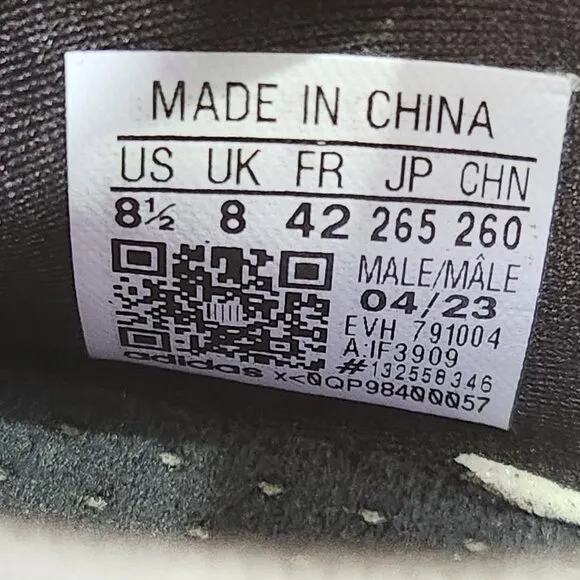 MADE IN CHINA
US UK FR JP CHN
8½ 8 42 265 260
MALE/MÂLE
04/23
EVH 791004
A:IF3909
#132558346
adidas x<0QP98400057